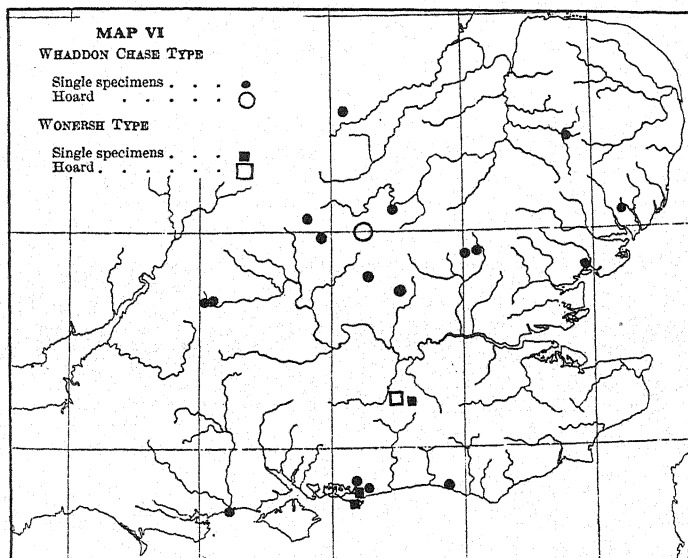 MAP VI
WHADDON CHASE TYPE
Single specimens . . .
Hoard . . . . .
WONERSH TYPE
Single specimens . . .
Hoard . . . . .